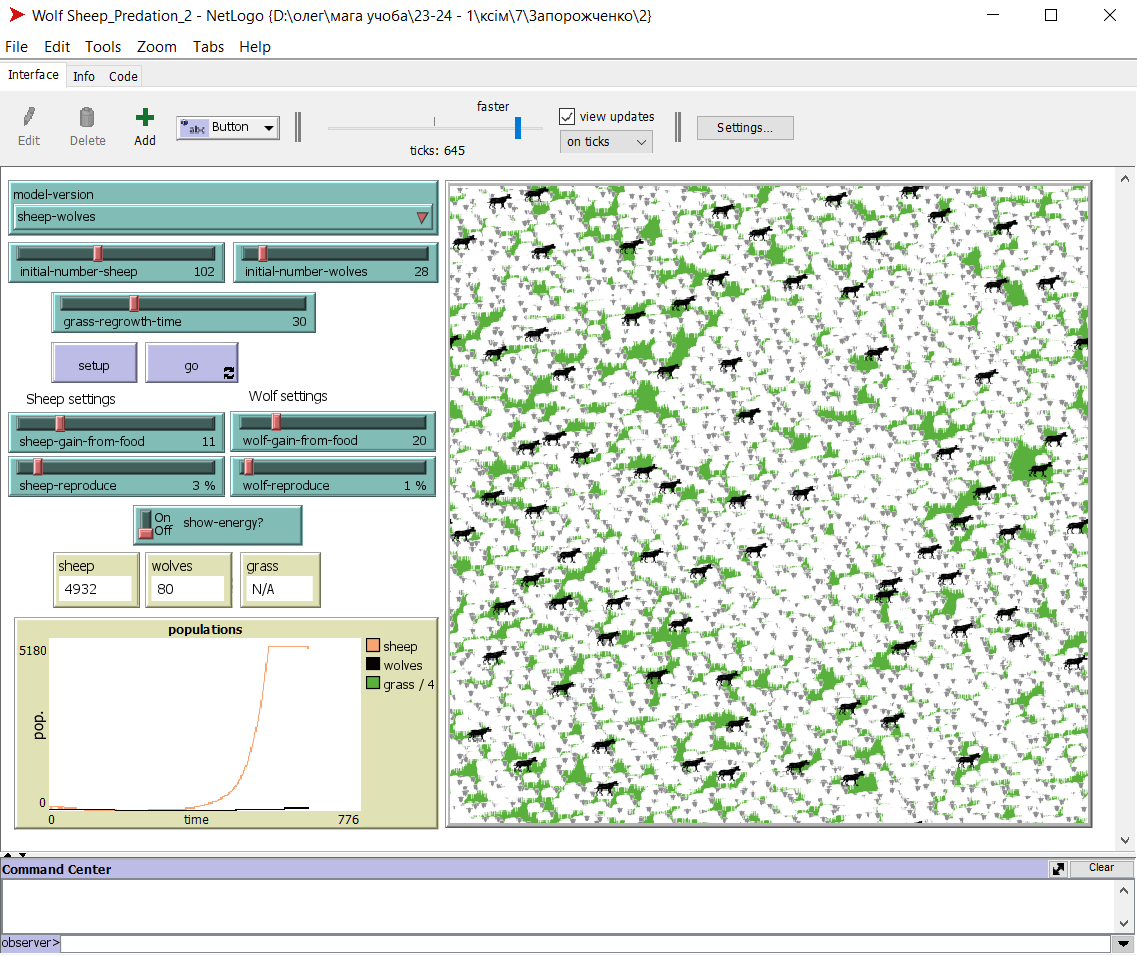 Wolf Sheep_Predation_2 - NetLogo {D:\олег\мага учоба\23-24 - 1\ксім\7\Запорожченко\2}
File Edit Tools Zoom Tabs Help
Interface Info Code
Edit Delete Add
abc Button
faster
ticks: 645
view updates
on ticks
Settings...
model-version
sheep-wolves
initial-number-sheep 102
initial-number-wolves 28
grass-regrowth-time 30
setup
go
Sheep settings
Wolf settings
sheep-gain-from-food 11
wolf-gain-from-food 20
sheep-reproduce 3 %
wolf-reproduce 1 %
On
Off
show-energy?
sheep
4932
wolves
80
grass
N/A
populations
5180
pop.
0
0 time 776
sheep
wolves
grass / 4
Command Center
Clear
observer>